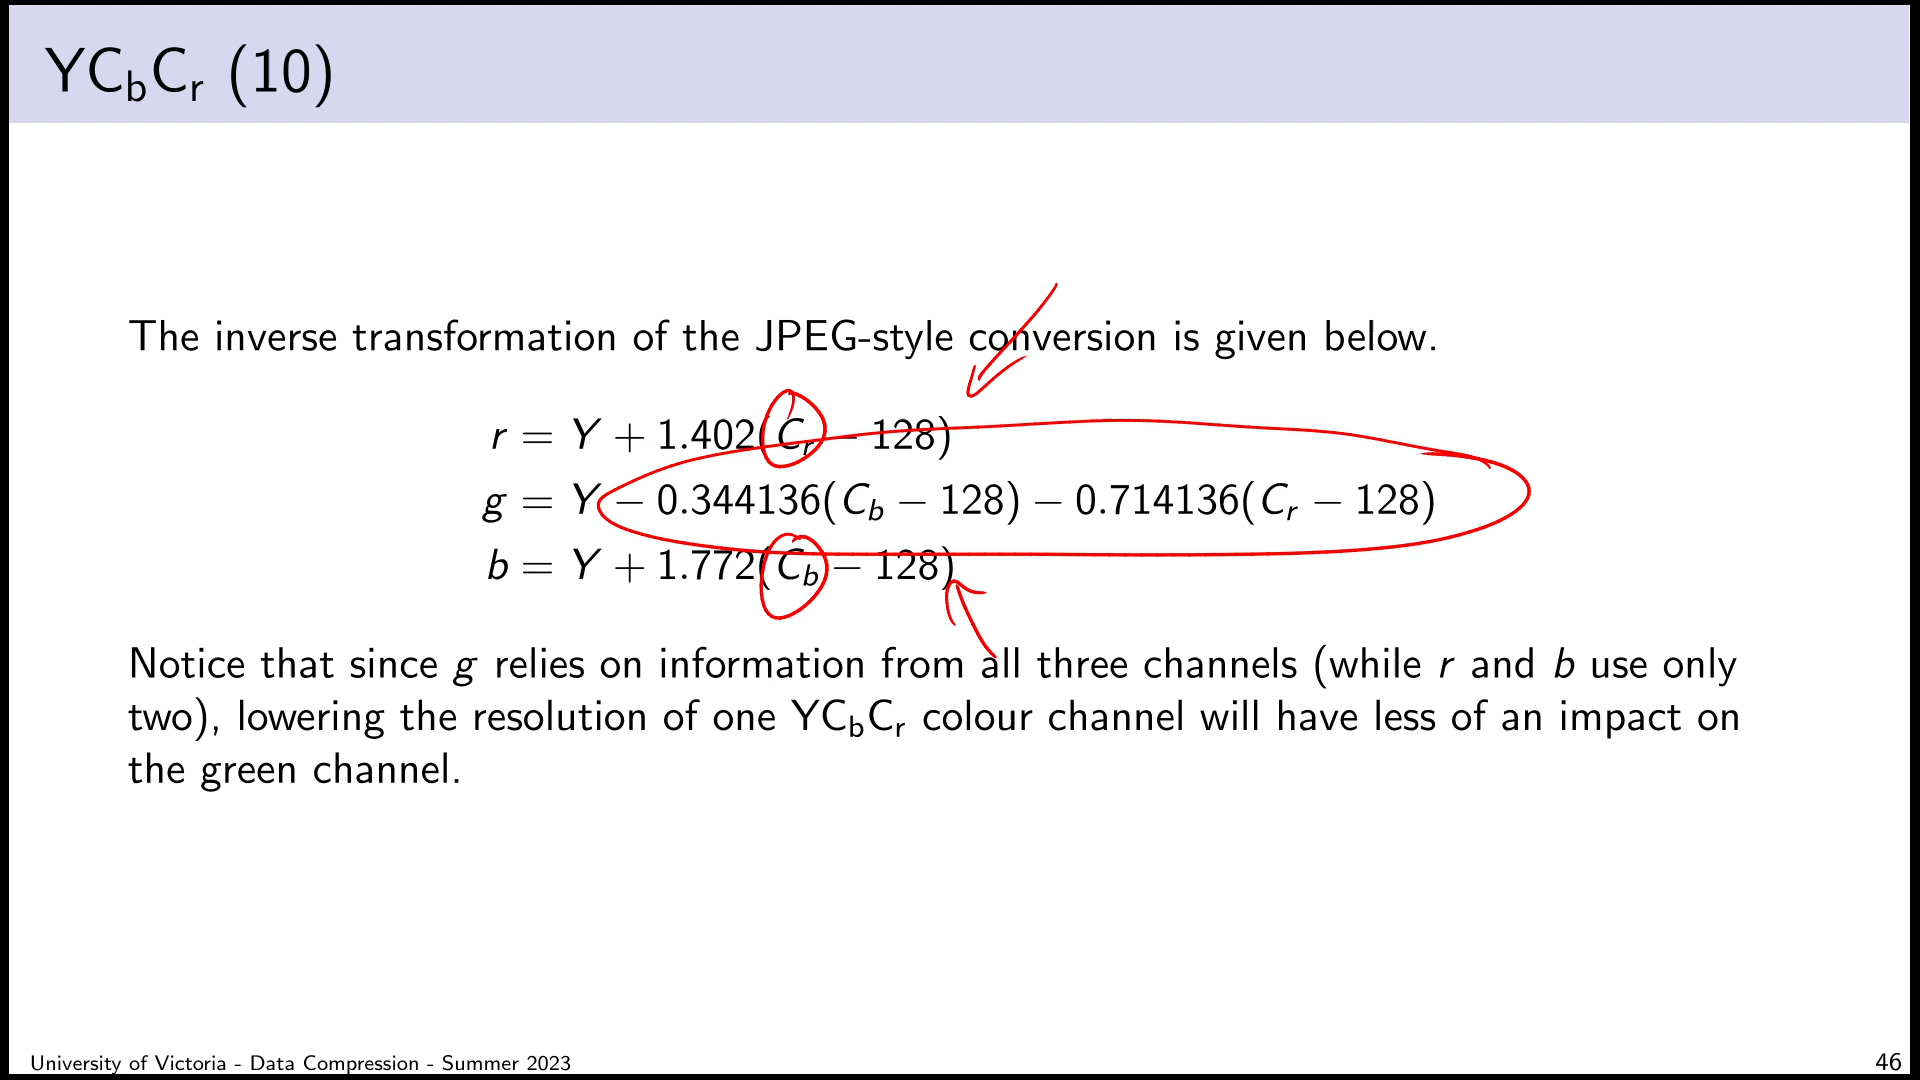 YCbCr (10)
The inverse transformation of the JPEG-style conversion is given below.
r = Y + 1.402(Cr − 128)
g = Y − 0.344136(Cb − 128) − 0.714136(Cr − 128)
b = Y + 1.772(Cb − 128)
Notice that since g relies on information from all three channels (while r and b use only
two), lowering the resolution of one YCbCr colour channel will have less of an impact on
the green channel.
University of Victoria - Data Compression - Summer 2023
46